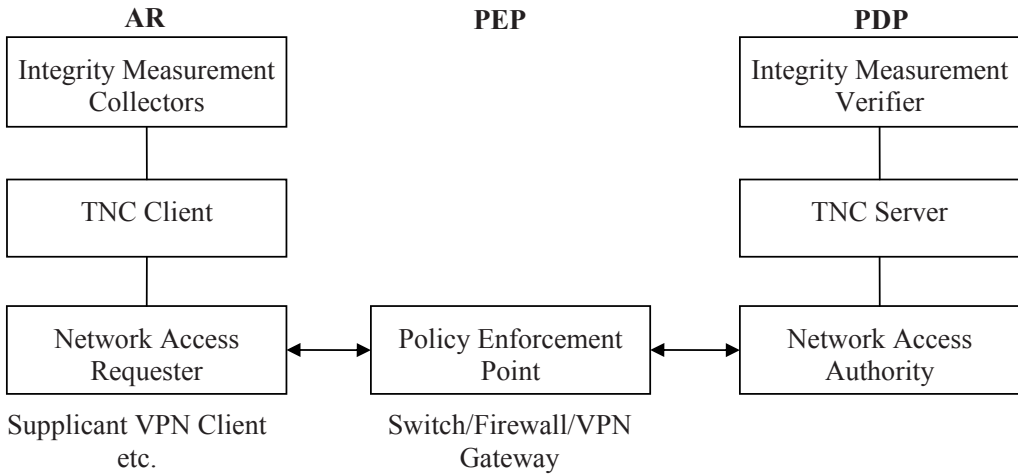 AR
PEP
PDP
Integrity Measurement
Collectors
Integrity Measurement
Verifier
TNC Client
TNC Server
Network Access
Requester
Policy Enforcement
Point
Network Access
Authority
Supplicant VPN Client
etc.
Switch/Firewall/VPN
Gateway